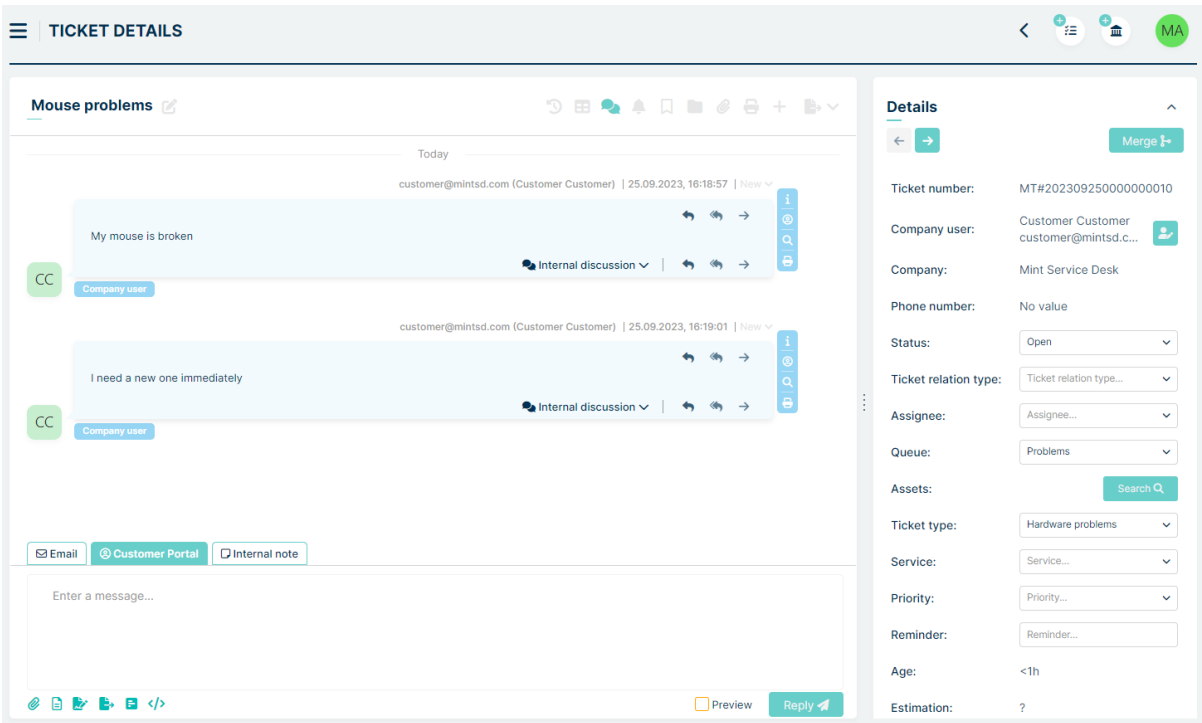 TICKET DETAILS
MA
Mouse problems
Today
customer@mintsd.com (Customer Customer) | 25.09.2023, 16:18:57 | New
My mouse is broken
Internal discussion
CC
Company user
customer@mintsd.com (Customer Customer) | 25.09.2023, 16:19:01 | New
I need a new one immediately
Internal discussion
CC
Company user
Email
Customer Portal
Internal note
Enter a message...
Preview
Reply
Details
Merge
Ticket number: MT#202309250000000010
Company user: Customer Customer
customer@mintsd.c...
Company: Mint Service Desk
Phone number: No value
Status: Open
Ticket relation type: Ticket relation type...
Assignee: Assignee...
Queue: Problems
Assets: Search
Ticket type: Hardware problems
Service: Service...
Priority: Priority...
Reminder: Reminder...
Age: <1h
Estimation: ?